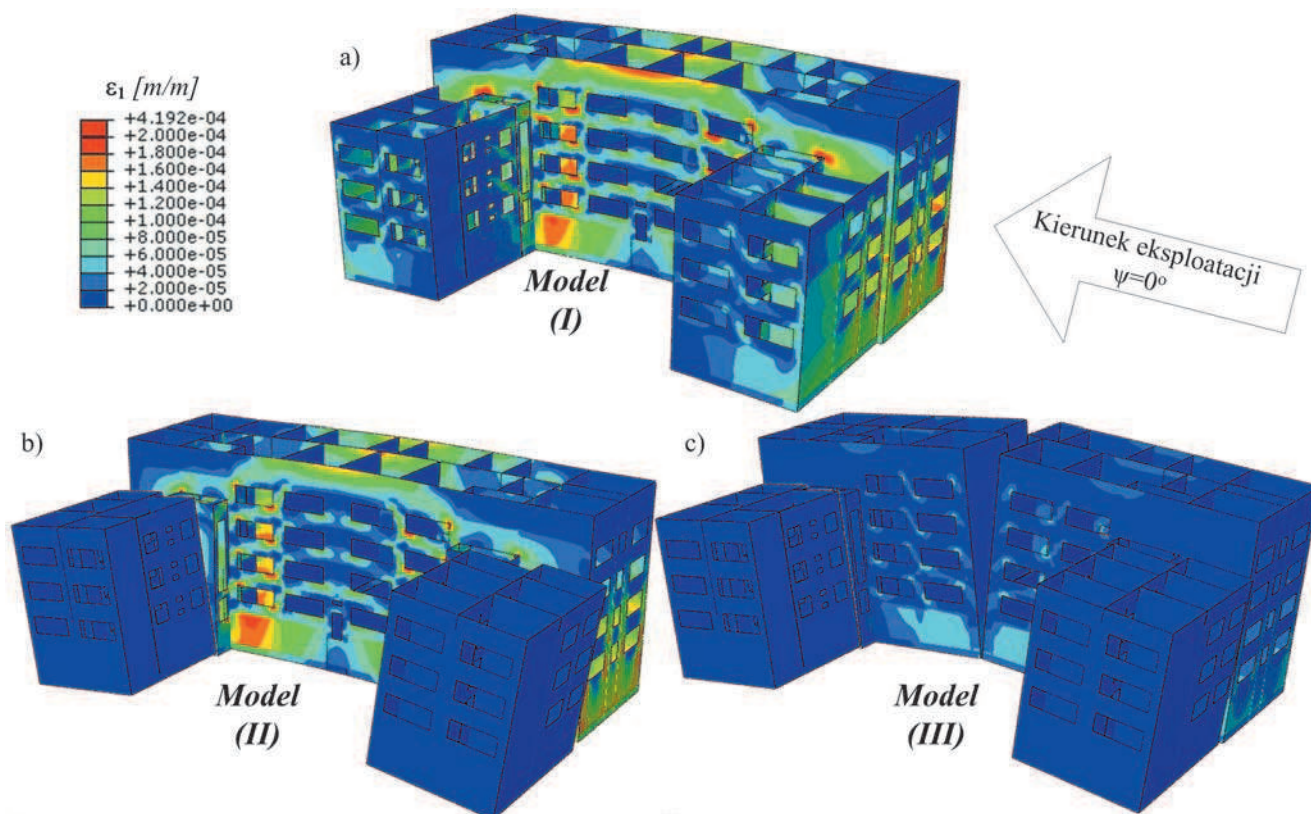 a)
ε₁ [m/m]
+4.192e-04
+2.000e-04
+1.800e-04
+1.600e-04
+1.400e-04
+1.200e-04
+1.000e-04
+8.000e-05
+6.000e-05
+4.000e-05
+2.000e-05
+0.000e+00
Kierunek eksploatacji
ψ=0°
Model
(I)
b)
c)
Model
(II)
Model
(III)